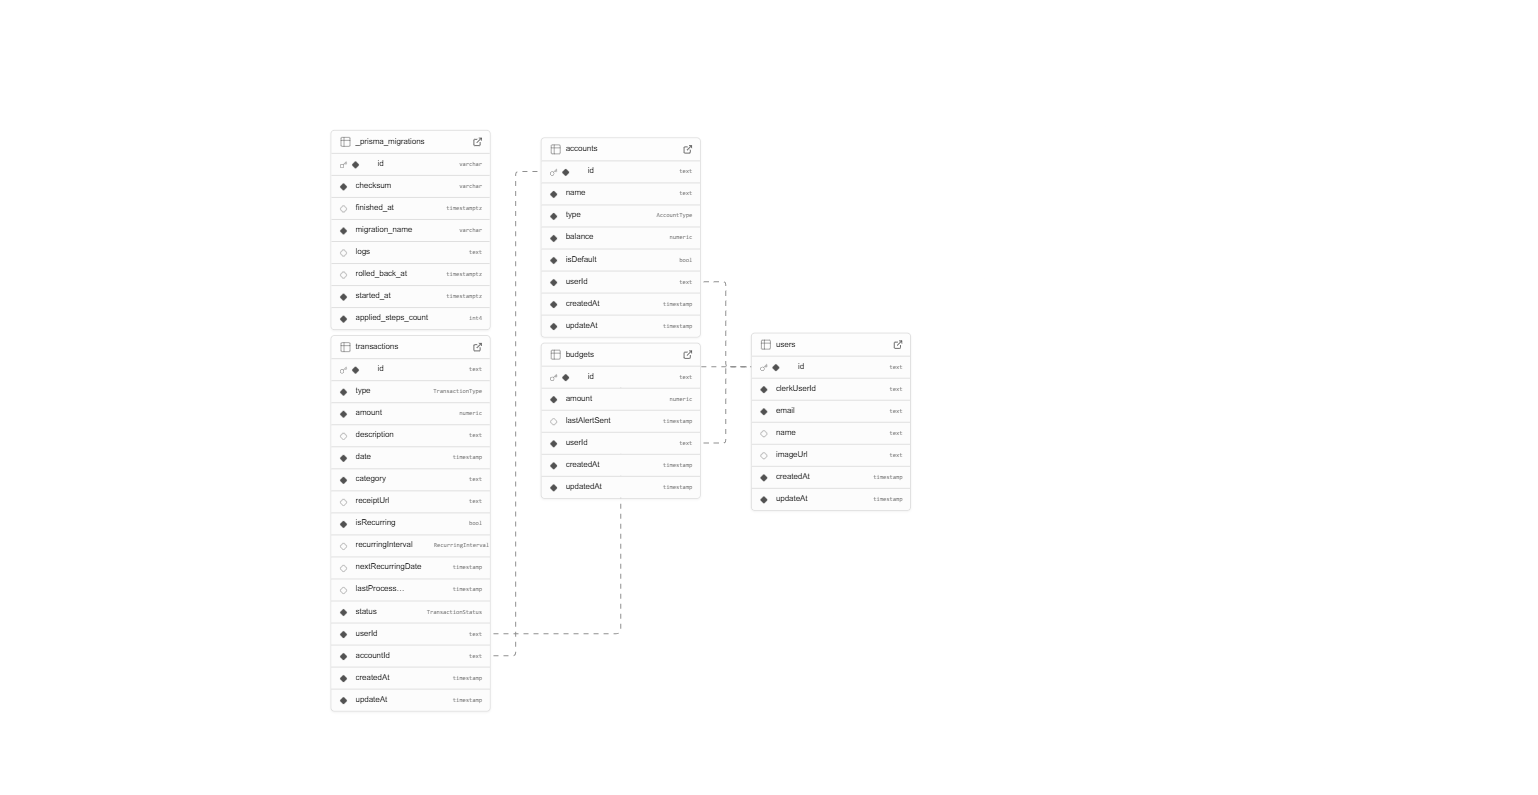 _prisma_migrations
id varchar
checksum varchar
finished_at timestamptz
migration_name varchar
logs text
rolled_back_at timestamptz
started_at timestamptz
applied_steps_count int4
transactions
id text
type TransactionType
amount numeric
description text
date timestamp
category text
receiptUrl text
isRecurring bool
recurringInterval RecurringInterval
nextRecurringDate timestamp
lastProcess... timestamp
status TransactionStatus
userId text
accountId text
createdAt timestamp
updateAt timestamp
accounts
id text
name text
type AccountType
balance numeric
isDefault bool
userId text
createdAt timestamp
updateAt timestamp
budgets
id text
amount numeric
lastAlertSent timestamp
userId text
createdAt timestamp
updatedAt timestamp
users
id text
clerkUserId text
email text
name text
imageUrl text
createdAt timestamp
updateAt timestamp